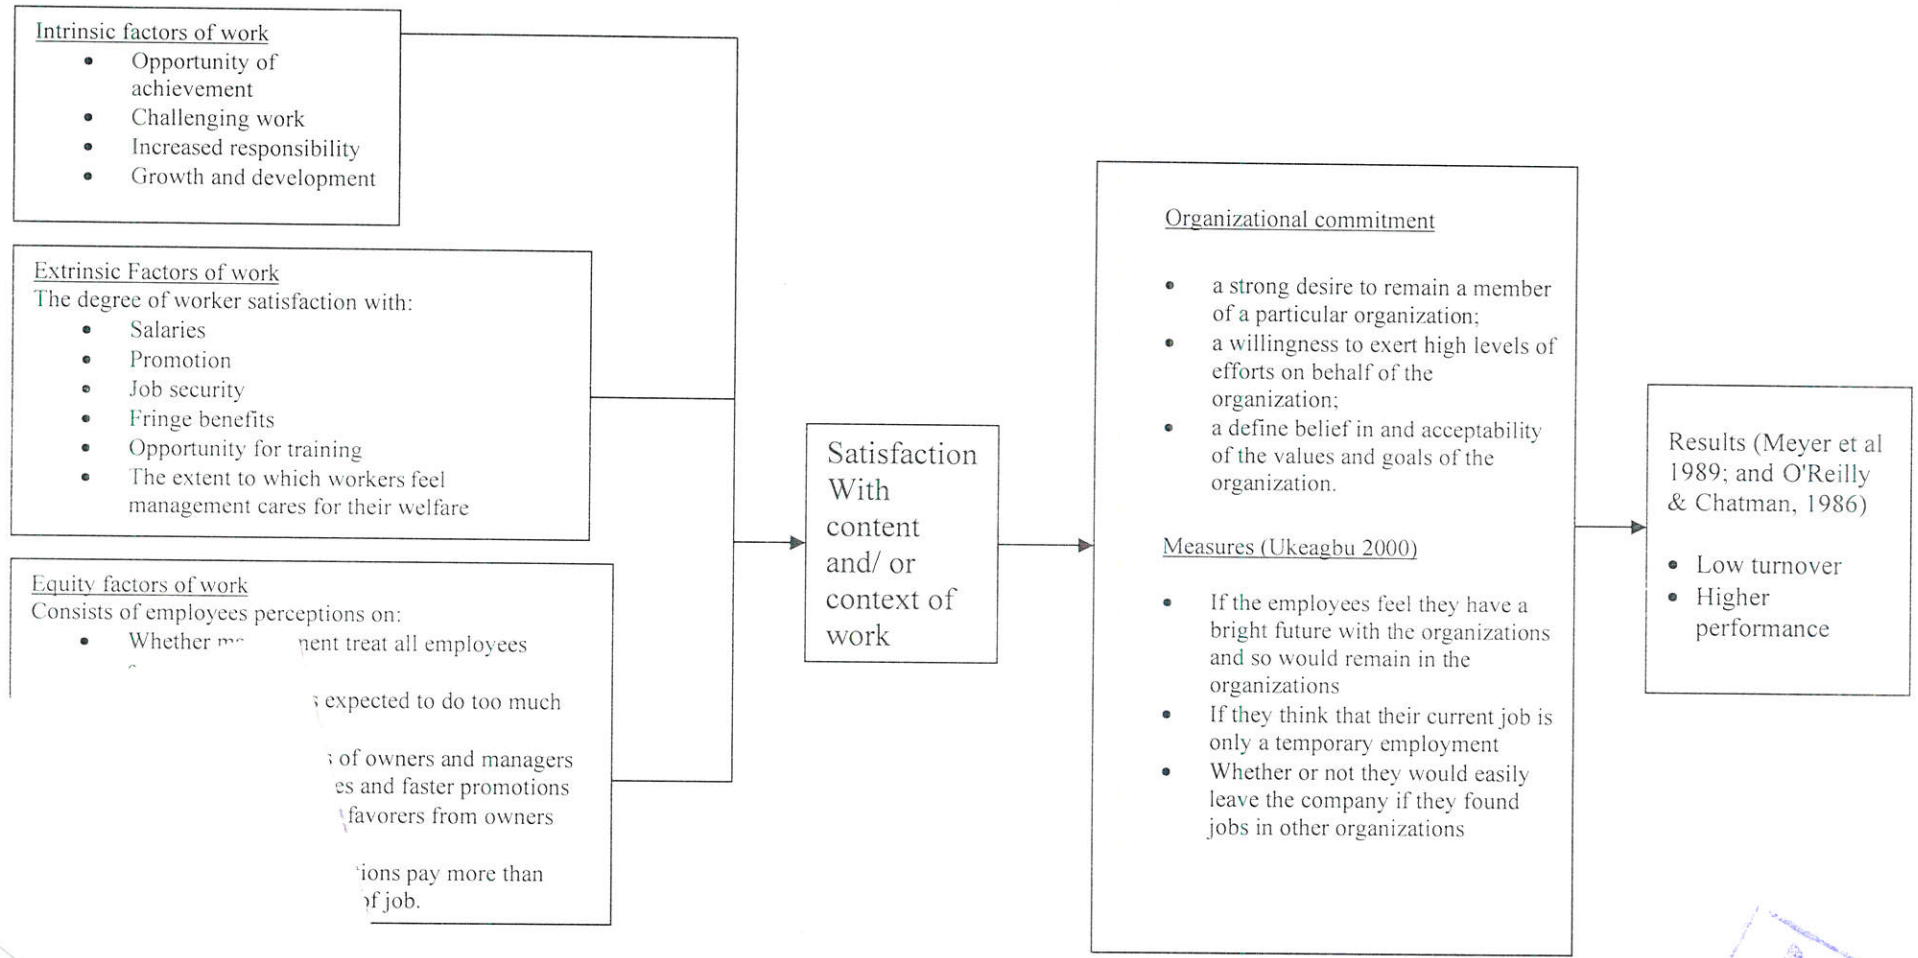 Intrinsic factors of work
• Opportunity of
achievement
• Challenging work
• Increased responsibility
• Growth and development
Extrinsic Factors of work
The degree of worker satisfaction with:
• Salaries
• Promotion
• Job security
• Fringe benefits
• Opportunity for training
• The extent to which workers feel
management cares for their welfare
Equity factors of work
Consists of employees perceptions on:
• Whether treat all employees
expected to do too much
of owners and managers
and faster promotions
favorers from owners
pay more than
of job.
Satisfaction
With
content
and/ or
context of
work
Organizational commitment
• a strong desire to remain a member
of a particular organization;
• a willingness to exert high levels of
efforts on behalf of the
organization;
• a define belief in and acceptability
of the values and goals of the
organization.
Measures (Ukeagbu 2000)
• If the employees feel they have a
bright future with the organizations
and so would remain in the
organizations
• If they think that their current job is
only a temporary employment
• Whether or not they would easily
leave the company if they found
jobs in other organizations
Results (Meyer et al
1989; and O'Reilly
& Chatman, 1986)
• Low turnover
• Higher
performance